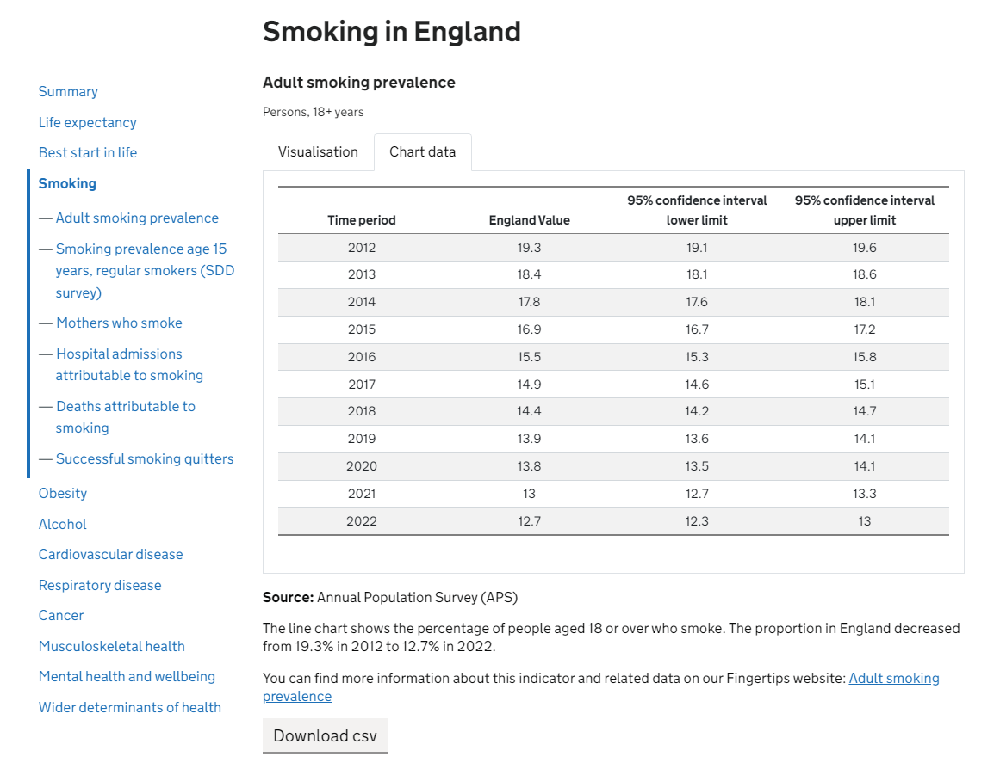 Smoking in England
Summary
Life expectancy
Best start in life
Smoking
— Adult smoking prevalence
— Smoking prevalence age 15
years, regular smokers (SDD
survey)
— Mothers who smoke
— Hospital admissions
attributable to smoking
— Deaths attributable to
smoking
— Successful smoking quitters
Obesity
Alcohol
Cardiovascular disease
Respiratory disease
Cancer
Musculoskeletal health
Mental health and wellbeing
Wider determinants of health
Adult smoking prevalence
Persons, 18+ years
Visualisation Chart data
95% confidence interval 95% confidence interval
Time period England Value lower limit upper limit
2012 19.3 19.1 19.6
2013 18.4 18.1 18.6
2014 17.8 17.6 18.1
2015 16.9 16.7 17.2
2016 15.5 15.3 15.8
2017 14.9 14.6 15.1
2018 14.4 14.2 14.7
2019 13.9 13.6 14.1
2020 13.8 13.5 14.1
2021 13 12.7 13.3
2022 12.7 12.3 13
Source: Annual Population Survey (APS)
The line chart shows the percentage of people aged 18 or over who smoke. The proportion in England decreased
from 19.3% in 2012 to 12.7% in 2022.
You can find more information about this indicator and related data on our Fingertips website: Adult smoking
prevalence
Download csv